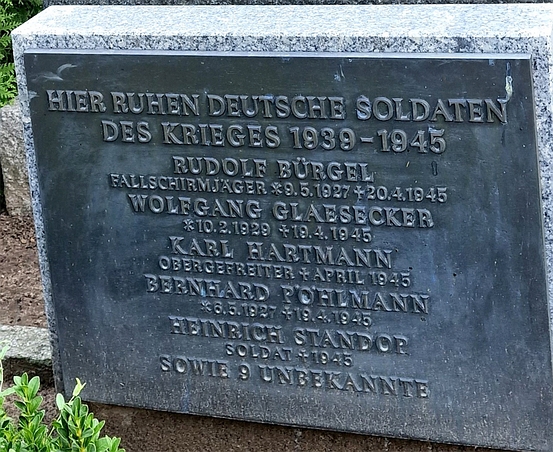 HIER RUHEN DEUTSCHE SOLDATEN
DES KRIEGES 1939-1945
RUDOLF BÜRGEL
FALLSCHIRMJÄGER *9.5.1927 +20.4.1945
WOLFGANG GLAESECKER
*10.2.1929 +19.4.1945
KARL HARTMANN
OBERGEFREITER +APRIL 1945
BERNHARD PÖHLMANN
*6.5.1927 +19.4.1945
HEINRICH STANDOP
SOLDAT +1945
SOWIE 9 UNBEKANNTE